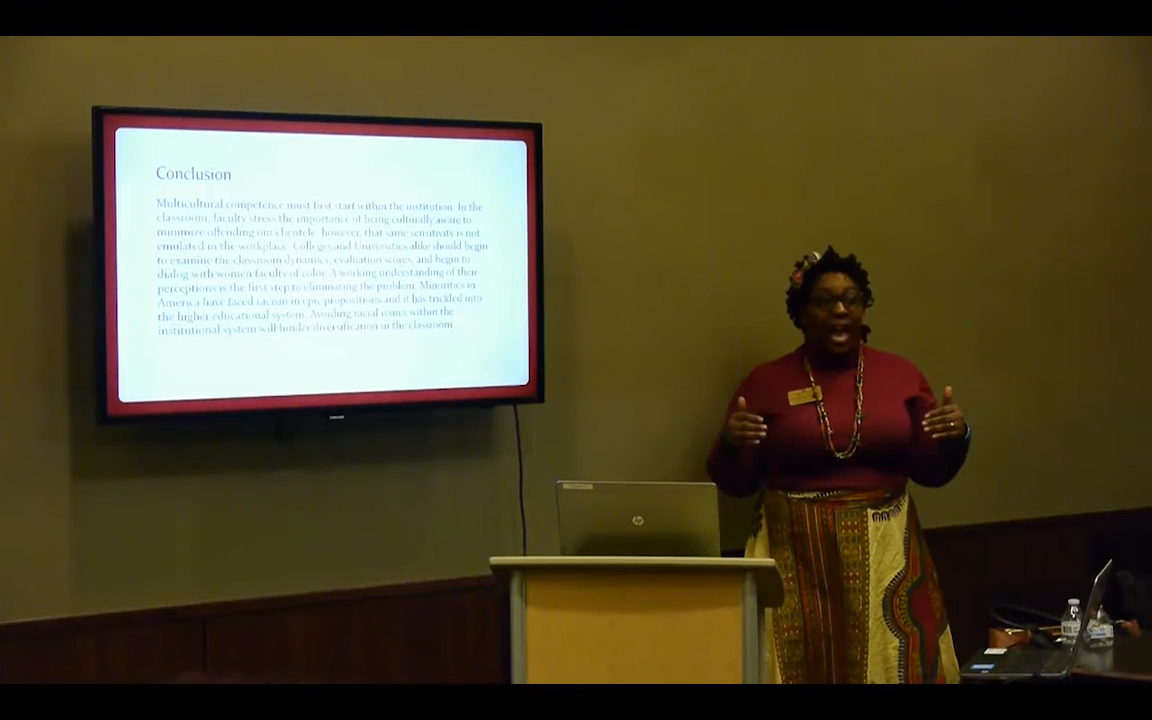 Conclusion
Multicultural competence must first start within the institution. In the
classroom, faculty stress the importance of being culturally aware to
minimize offending our clientele, however, that same sensitivity is not
emulated in the workplace. Colleges and Universities alike should begin
to examine the classroom dynamics, evaluation scores, and begin to
dialog with women faculty of color. A working understanding of their
perceptions is the first step to eliminating the problem. Minorities in
America have faced racism in epic propositions and it has trickled into
the higher educational system. Avoiding racial issues within the
institutional system will hinder diversification in the classroom.
SAMSUNG
hp